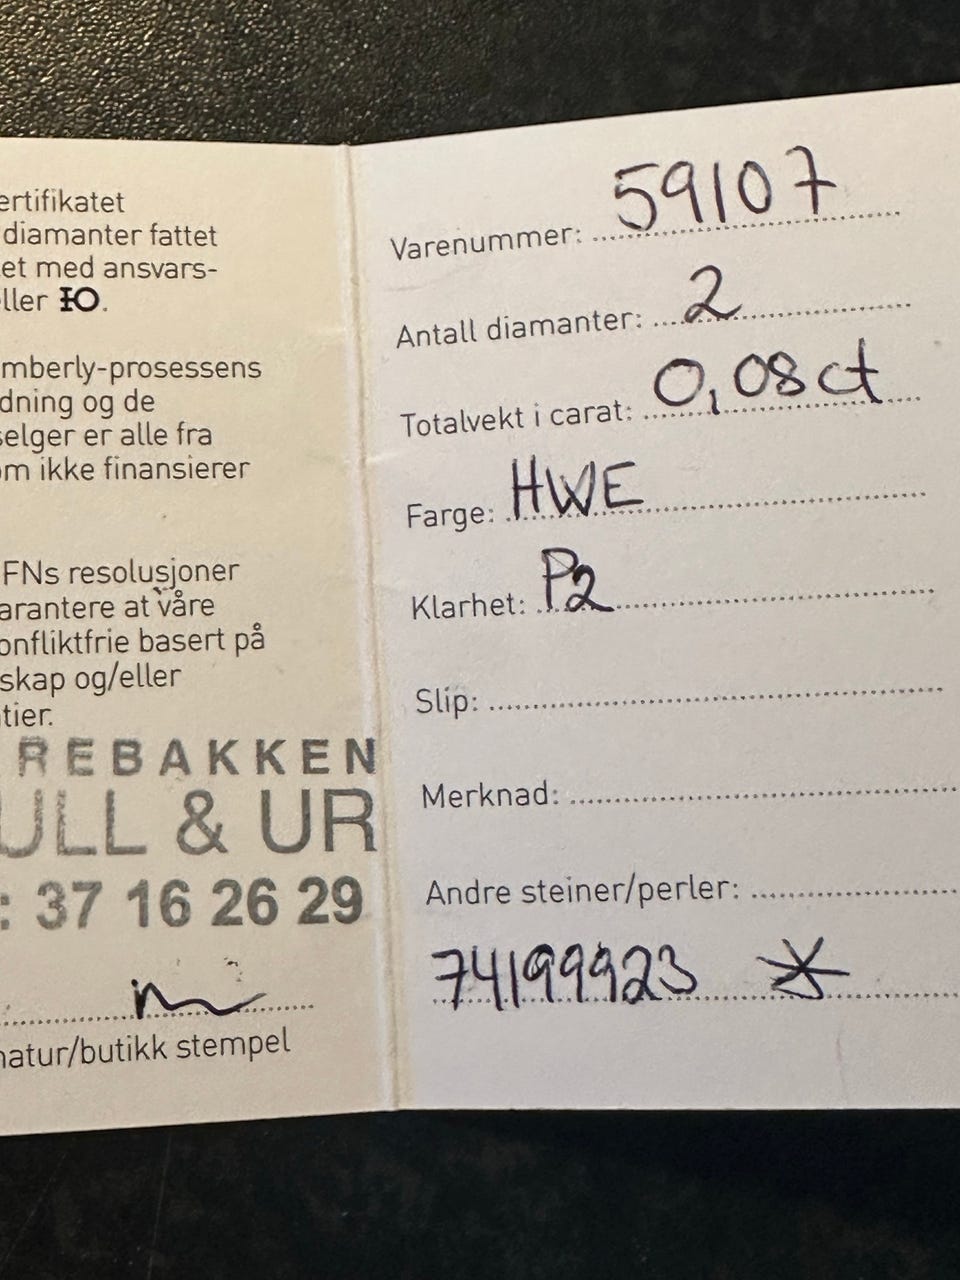 ertifikatet
diamanter fattet
et med ansvars-
ller IO.
mberly-prosessens
dning og de
selger er alle fra
om ikke finansierer
FNs resolusjoner
arantere at våre
onfliktfrie basert på
skap og/eller
tier.
REBAKKEN
ULL & UR
: 37 16 26 29
natur/butikk stempel
Varenummer: 59107
Antall diamanter: 2
Totalvekt i carat: 0,08 ct
Farge: HWE
Klarhet: P2
Slip:
Merknad:
Andre steiner/perler:
74199923 *